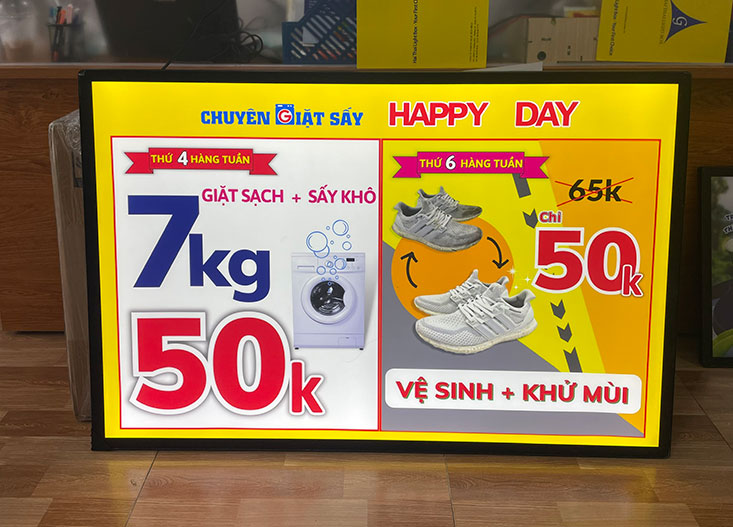 CHUYÊN GIẶT SẤY HAPPY DAY
THỨ 4 HÀNG TUẦN
GIẶT SẠCH + SẤY KHÔ
7kg
50k
THỨ 6 HÀNG TUẦN
65k
Chỉ
50k
VỆ SINH + KHỬ MÙI